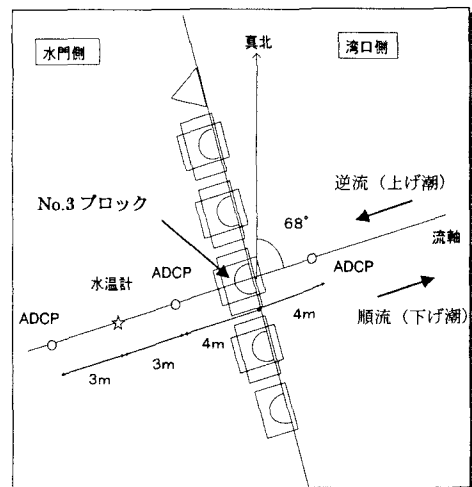 水門側
真北
湾口側
No.3 ブロック
逆流（上げ潮）
68°
流軸
水温計
ADCP
ADCP
ADCP
順流（下げ潮）
4m
4m
3m
3m